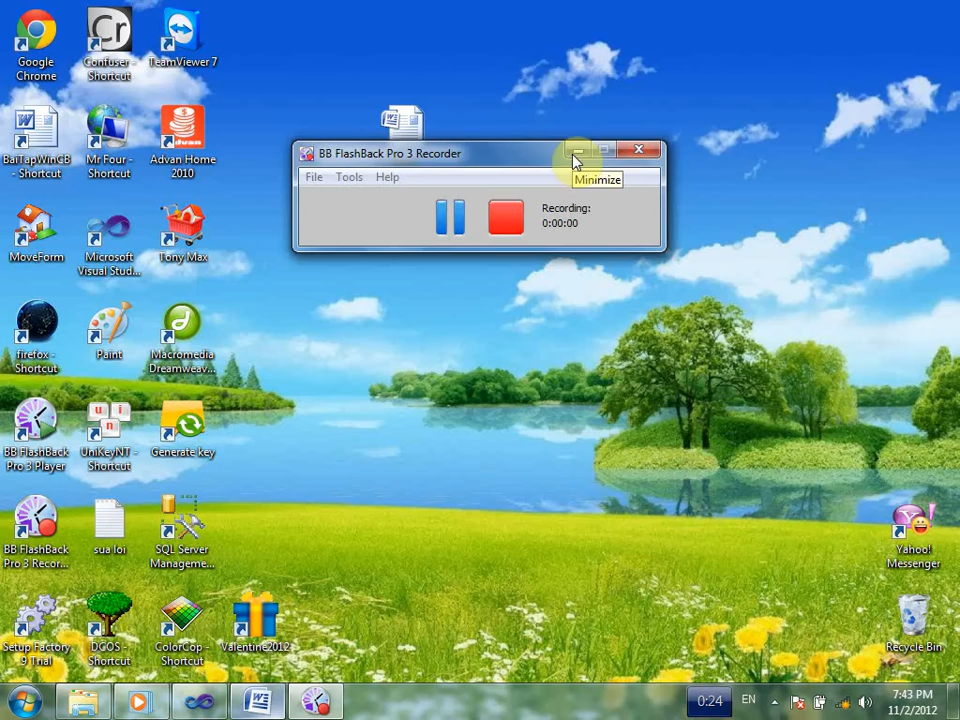 Google
Chrome
Cr
Confuser -
Shortcut
TeamViewer 7
BaiTapWinGB
- Shortcut
Mr Four -
Shortcut
advan
Advan Home
2010
MoveForm
Microsoft
Visual Stud...
Tony Max
firefox -
Shortcut
Paint
Macromedia
Dreamweav...
BB FlashBack
Pro 3 Player
u i
n
UniKeyNT -
Shortcut
Generate key
BB FlashBack
Pro 3 Recor...
sua loi
SQL Server
Manageme...
Setup Factory
9 Trial
DGOS -
Shortcut
ColorCop -
Shortcut
Valentine2012
BB FlashBack Pro 3 Recorder
File Tools Help
Minimize
Recording:
0:00:00
Yahoo!
Messenger
Recycle Bin
0:24
EN
7:43 PM
11/2/2012